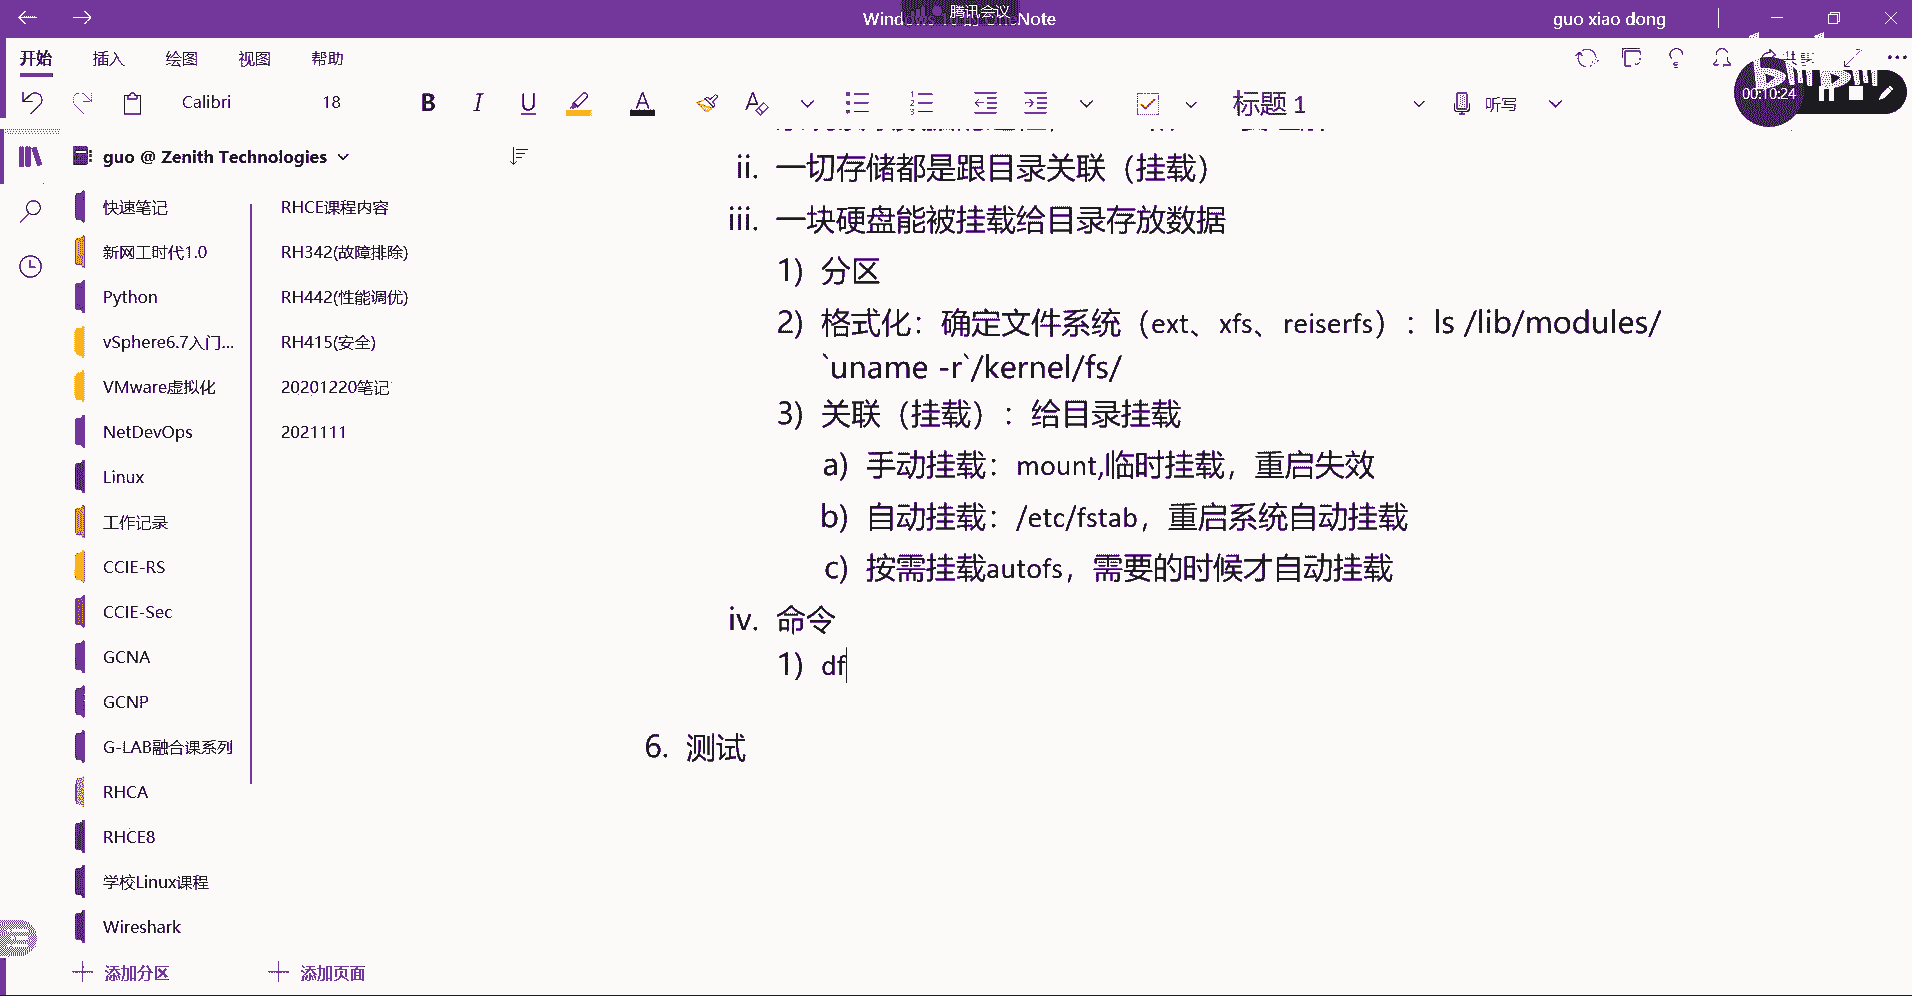 腾讯会议
guo xiao dong
开始 插入 绘图 视图 帮助
Calibri 18 B I U A 标题 1 听写
00:10:24
guo @ Zenith Technologies
快速笔记
新网工时代1.0
Python
vSphere6.7入门...
VMware虚拟化
NetDevOps
Linux
工作记录
CCIE-RS
CCIE-Sec
GCNA
GCNP
G-LAB融合课系列
RHCA
RHCE8
学校Linux课程
Wireshark
添加分区
RHCE课程内容
RH342(故障排除)
RH442(性能调优)
RH415(安全)
20201220笔记
2021111
添加页面
ii. 一切存储都是跟目录关联（挂载）
iii. 一块硬盘能被挂载给目录存放数据
1) 分区
2) 格式化：确定文件系统（ext、xfs、reiserfs）：ls /lib/modules/
`uname -r`/kernel/fs/
3) 关联（挂载）：给目录挂载
a) 手动挂载：mount,临时挂载，重启失效
b) 自动挂载：/etc/fstab，重启系统自动挂载
c) 按需挂载autofs，需要的时候才自动挂载
iv. 命令
1) df
6. 测试